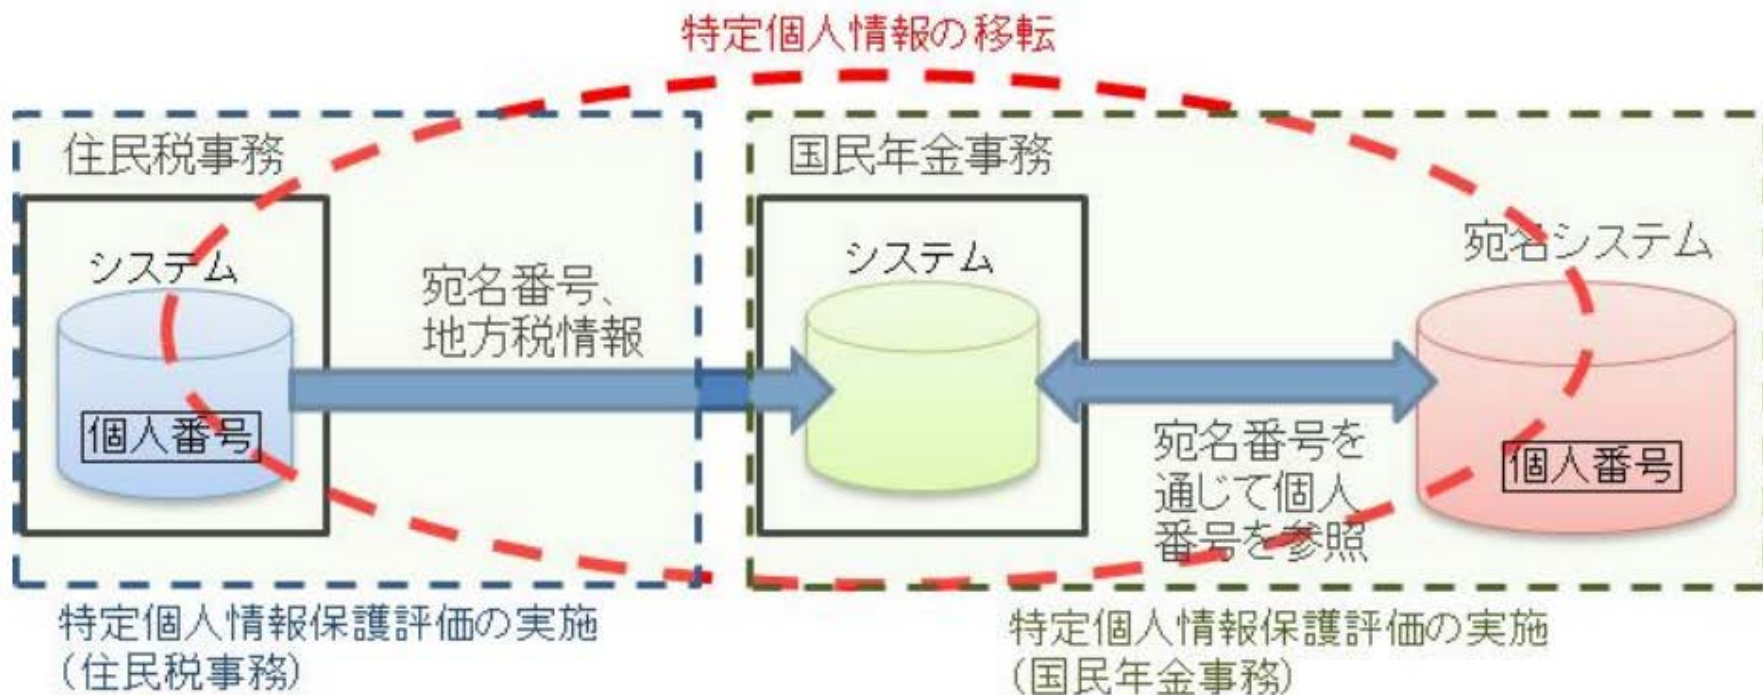 特定個人情報の移転
住民税事務
国民年金事務
システム
宛名番号、
地方税情報
個人番号
システム
宛名システム
宛名番号を
通じて個人
番号を参照
個人番号
特定個人情報保護評価の実施
(住民税事務)
特定個人情報保護評価の実施
(国民年金事務)